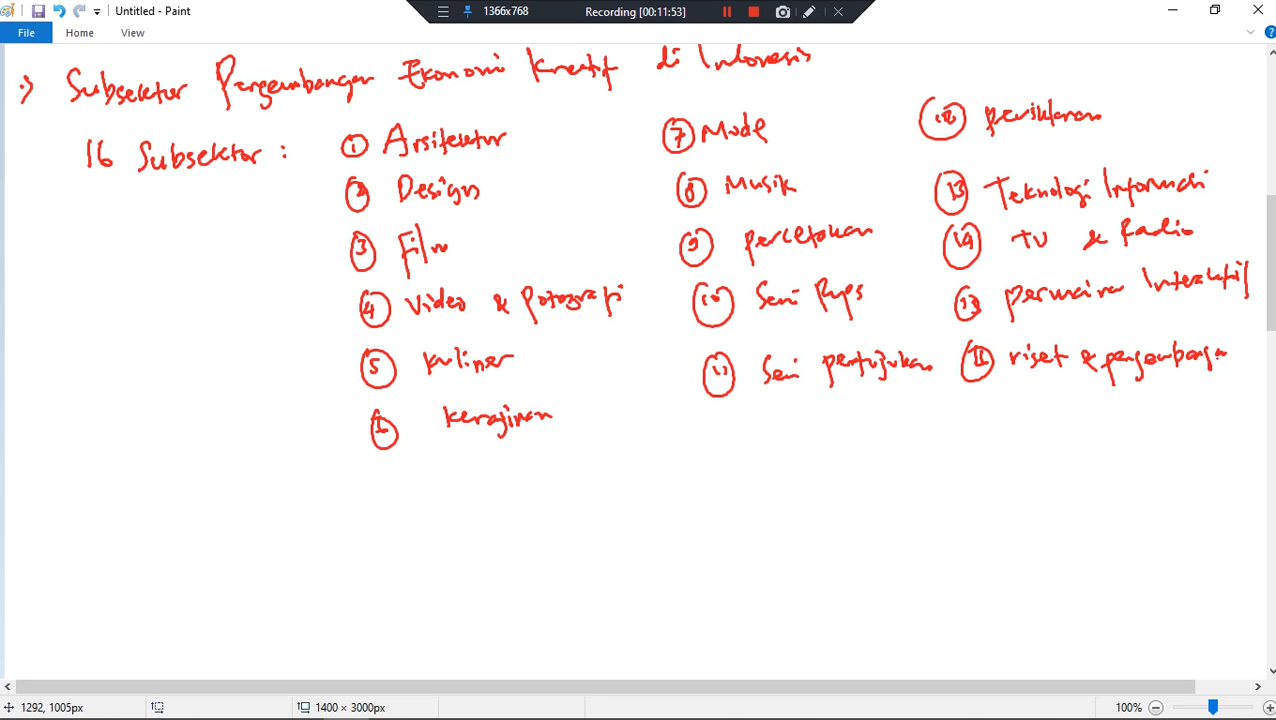 Untitled - Paint
1366x768
Recording [00:11:53]
File Home View
:) Subsektor Pengembangan Ekonomi Kreatif di Indonesia
16 Subsektor :
1 Arsitektur
2 Design
3 Film
4 Video & Potografi
5 kuliner
6 kerajinan
7 Mode
8 Musik
9 percetakan
10 Seni Rupa
11 Seni pertujukan
12 periklanan
13 Teknologi Informasi
14 TV & Radio
15 permainan Interaktif
16 riset & pengembangan
1292, 1005px
1400 × 3000px
100%